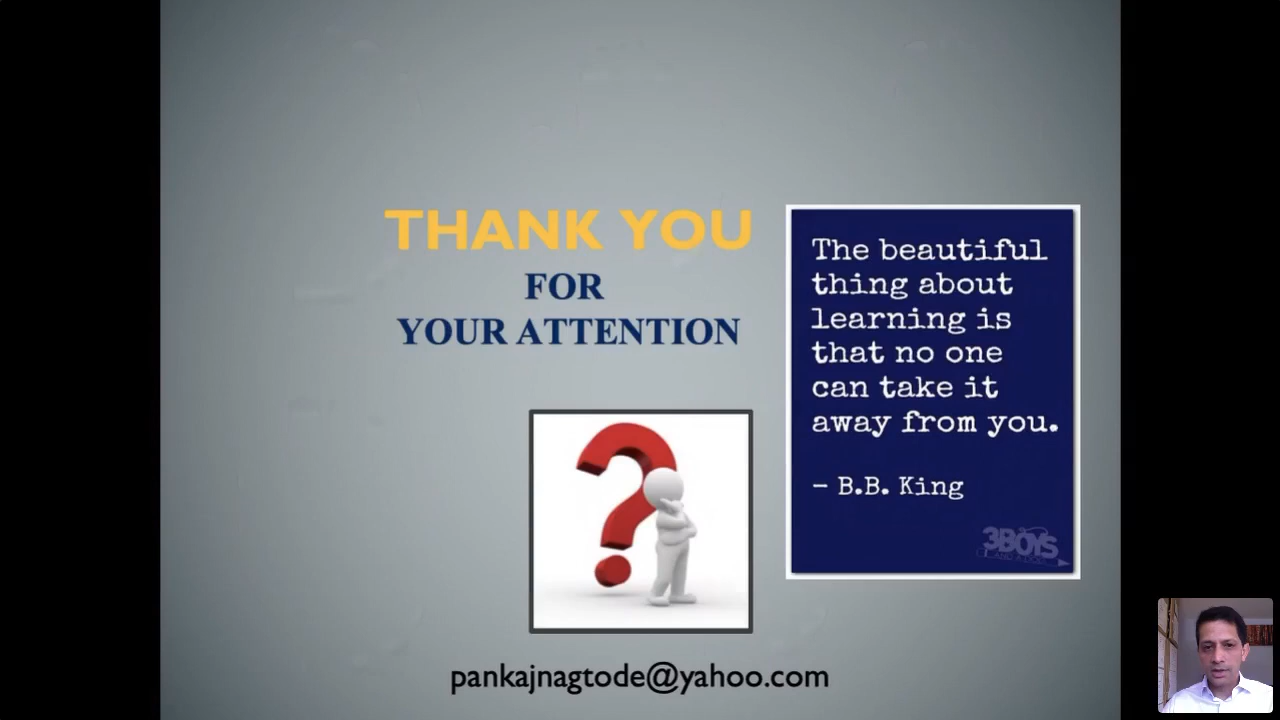 THANK YOU
FOR
YOUR ATTENTION
The beautiful
thing about
learning is
that no one
can take it
away from you.
– B.B. King
3BOYS
pankajnagtode@yahoo.com